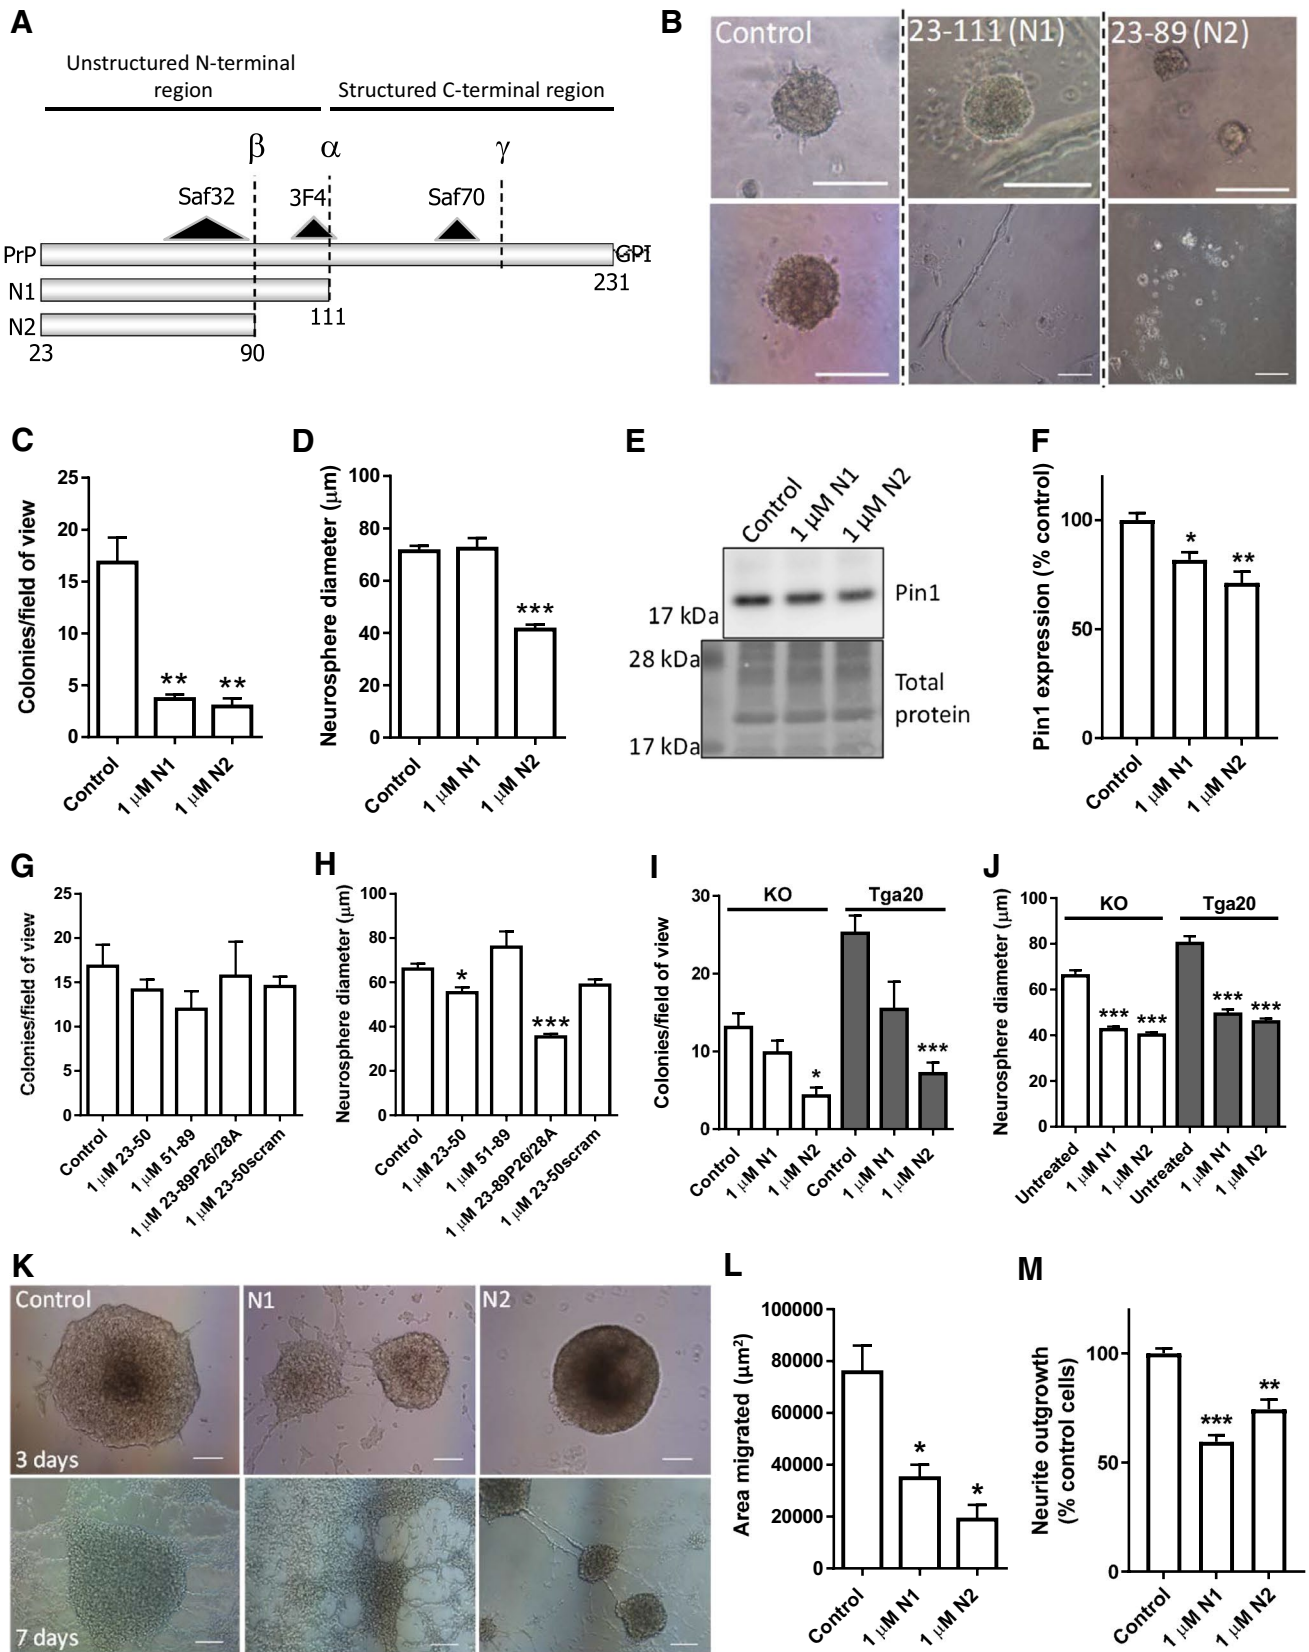 A
Unstructured N-terminal
region
Structured C-terminal region
β
α
γ
Saf32
3F4
Saf70
PrP
GPI
231
N1
111
N2
23
90
B
Control
23-111 (N1)
23-89 (N2)
C
Colonies/field of view
25
20
15
10
5
0
**
**
Control
1 μM N1
1 μM N2
D
Neurosphere diameter (μm)
100
80
60
40
20
0
***
Control
1 μM N1
1 μM N2
E
Control
1 μM N1
1 μM N2
Pin1
17 kDa
28 kDa
Total
protein
17 kDa
F
Pin1 expression (% control)
100
50
0
*
**
Control
1 μM N1
1 μM N2
G
Colonies/field of view
25
20
15
10
5
0
Control
1 μM 23-50
1 μM 51-89
1 μM 23-89P26/28A
1 μM 23-50scram
H
Neurosphere diameter (μm)
100
80
60
40
20
0
*
***
Control
1 μM 23-50
1 μM 51-89
1 μM 23-89P26/28A
1 μM 23-50scram
I
Colonies/field of view
30
20
10
0
KO
Tga20
*
***
Control
1 μM N1
1 μM N2
Control
1 μM N1
1 μM N2
J
Neurosphere diameter (μm)
100
80
60
40
20
0
KO
Tga20
***
***
***
***
Untreated
1 μM N1
1 μM N2
Untreated
1 μM N1
1 μM N2
K
Control
N1
N2
3 days
7 days
L
Area migrated (μm²)
100000
80000
60000
40000
20000
0
*
*
Control
1 μM N1
1 μM N2
M
Neurite outgrowth
(% control cells)
100
50
0
***
**
Control
1 μM N1
1 μM N2